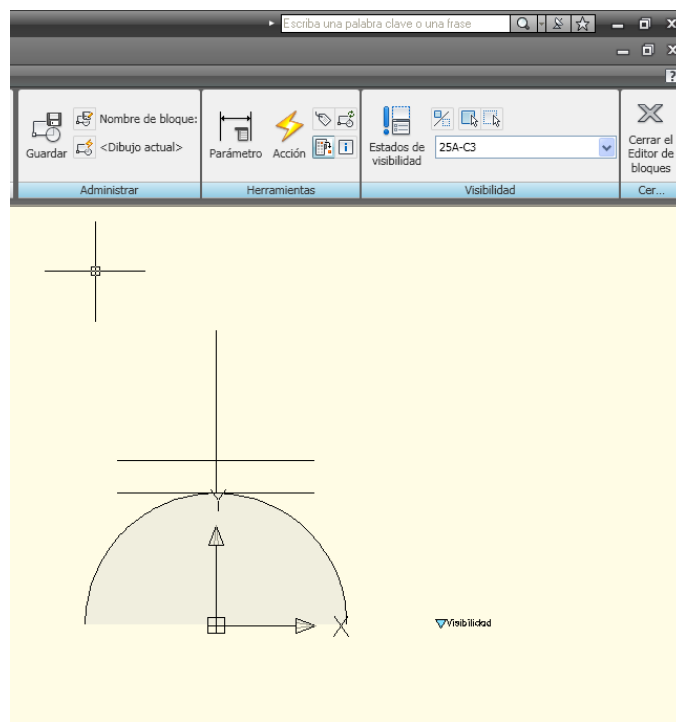 Escriba una palabra clave o una frase
Nombre de bloque:
Guardar
<Dibujo actual>
Administrar
Parámetro
Acción
Herramientas
Estados de
visibilidad
25A-C3
Visibilidad
Cerrar el
Editor de
bloques
Cer...
Y
X
Visibilidad